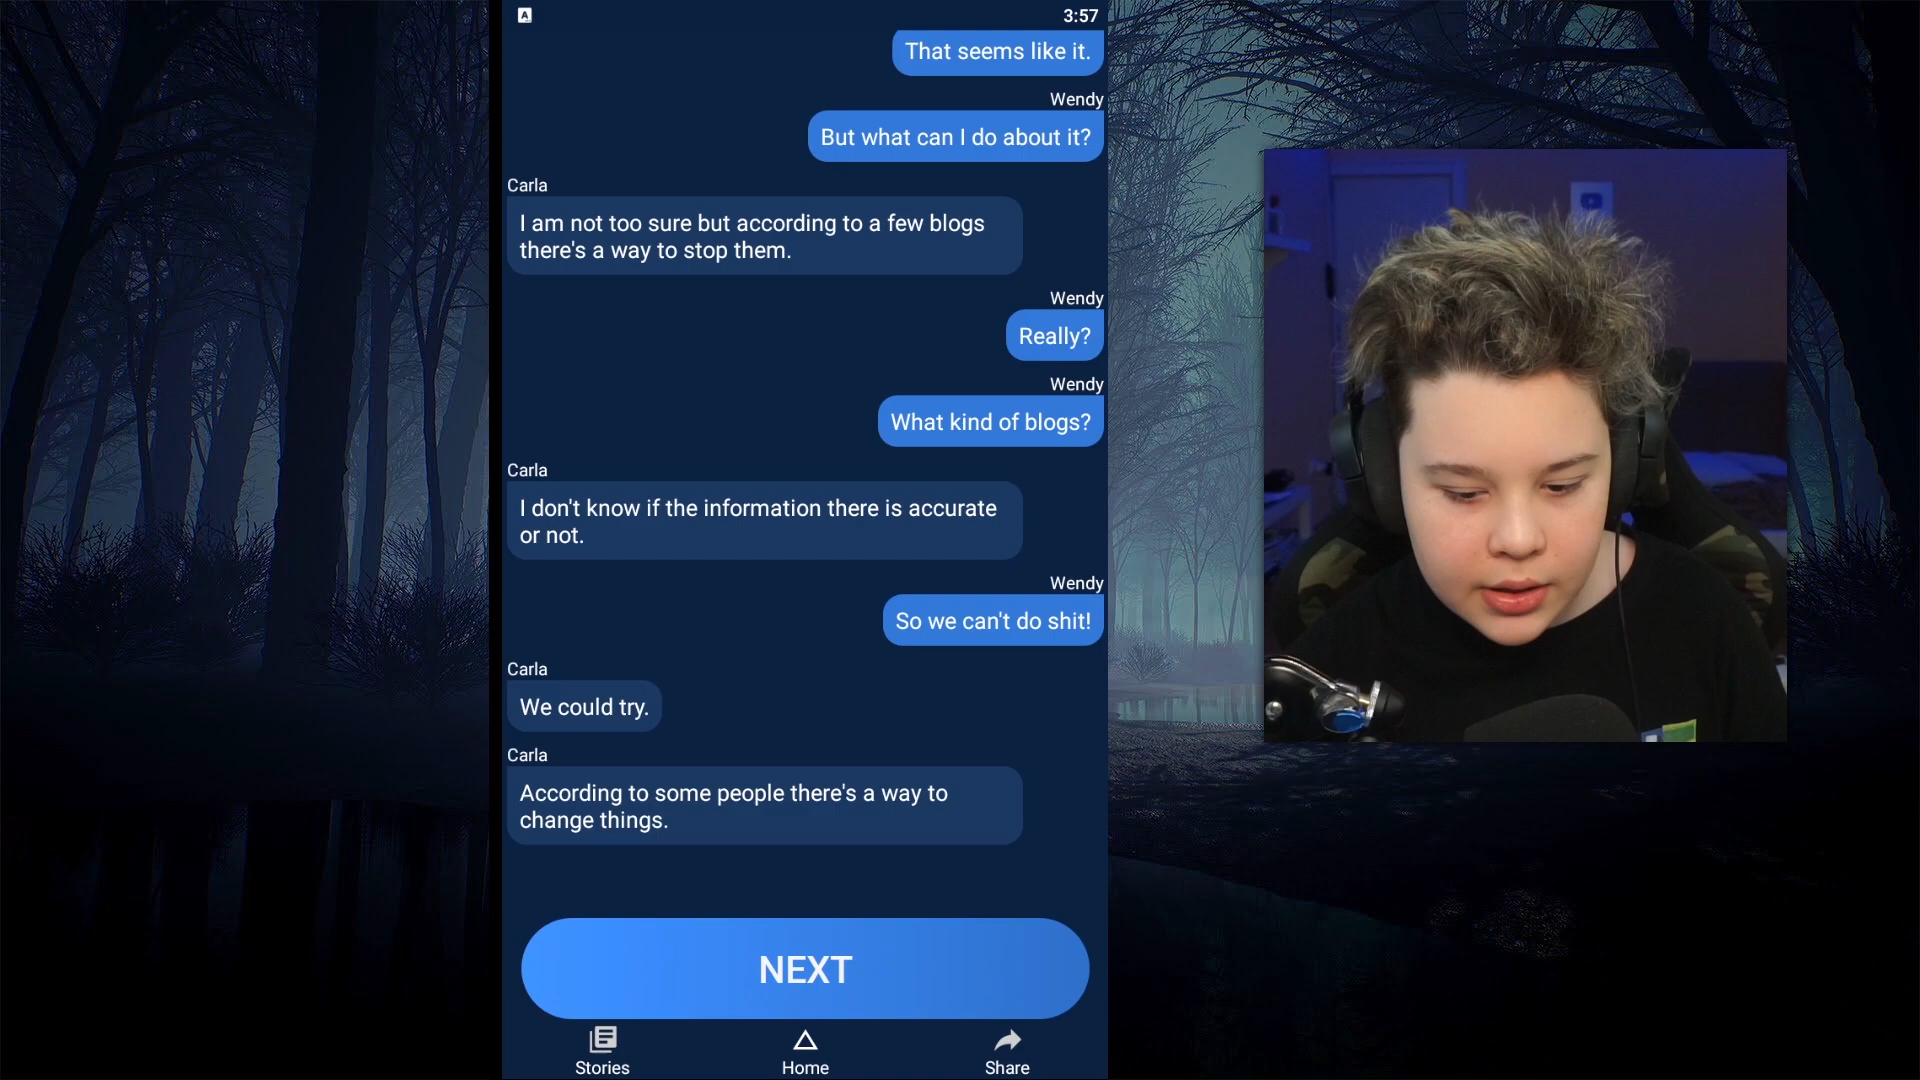 A
3:57
That seems like it.
Wendy
But what can I do about it?
Carla
I am not too sure but according to a few blogs
there's a way to stop them.
Wendy
Really?
Wendy
What kind of blogs?
Carla
I don't know if the information there is accurate
or not.
Wendy
So we can't do shit!
Carla
We could try.
Carla
According to some people there's a way to
change things.
NEXT
Stories
Home
Share